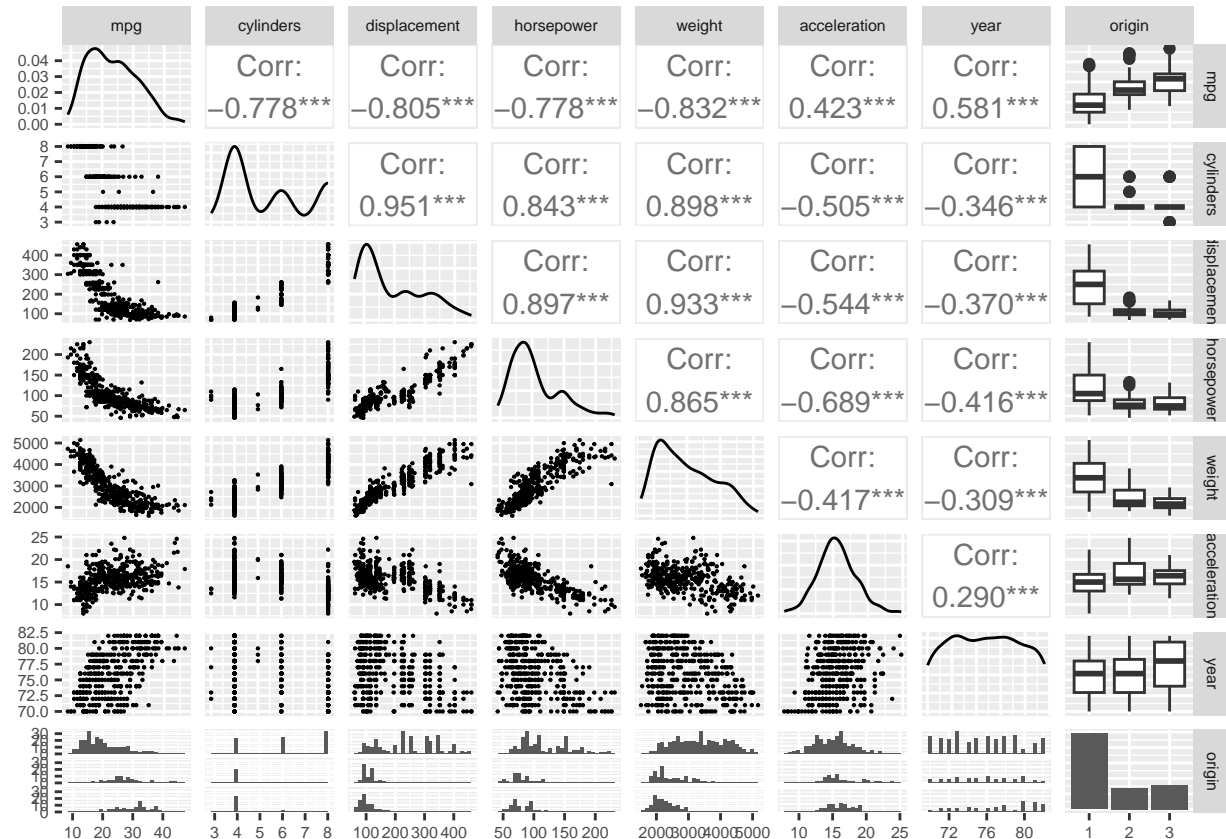 mpg cylinders displacement horsepower weight acceleration year origin
0.04
0.03
0.02
0.01
0.00
Corr: Corr: Corr: Corr: Corr: Corr:
−0.778*** −0.805*** −0.778*** −0.832*** 0.423*** 0.581***
mpg
8
7
6
5
4
3
Corr: Corr: Corr: Corr: Corr:
0.951*** 0.843*** 0.898*** −0.505*** −0.346***
cylinders
400
300
200
100
Corr: Corr: Corr: Corr:
0.897*** 0.933*** −0.544*** −0.370***
displacemen
200
150
100
50
Corr: Corr: Corr:
0.865*** −0.689*** −0.416***
horsepower
5000
4000
3000
2000
Corr: Corr:
−0.417*** −0.309***
weight
25
20
15
10
Corr:
0.290***
acceleration
82.5
80.0
77.5
75.0
72.5
70.0
year
30
origin
10 20 30 40 3 4 5 6 7 8 100 200 300 400 50 100 150 200 2000 3000 4000 5000 10 15 20 25 72 76 80 1 2 3